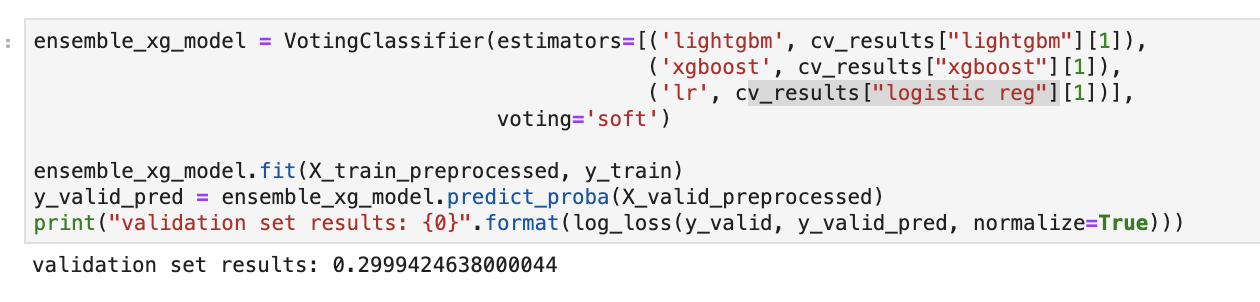 :
ensemble_xg_model = VotingClassifier(estimators=[('lightgbm', cv_results["lightgbm"][1]),
('xgboost', cv_results["xgboost"][1]),
('lr', cv_results["logistic reg"][1])],
voting='soft')
ensemble_xg_model.fit(X_train_preprocessed, y_train)
y_valid_pred = ensemble_xg_model.predict_proba(X_valid_preprocessed)
print("validation set results: {0}".format(log_loss(y_valid, y_valid_pred, normalize=True)))
validation set results: 0.2999424638000044